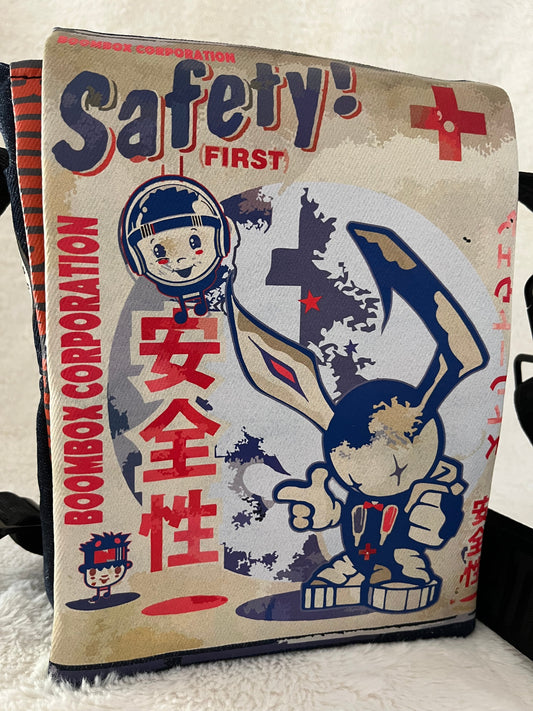 BOOMBOX CORPORATION
Safety!
(FIRST)
BOOMBOX CORPORATION
安全性
安全性